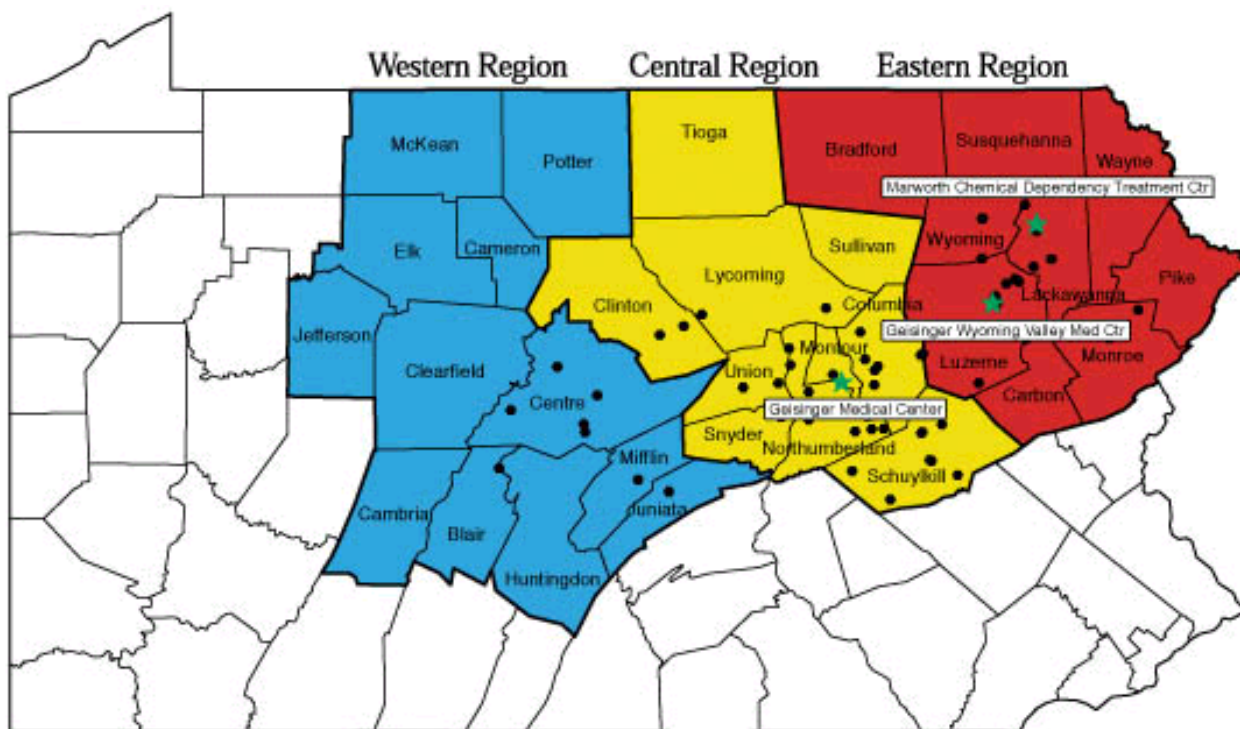 Western Region
Central Region
Eastern Region
McKean
Potter
Tioga
Bradford
Susquehanna
Wayne
Marworth Chemical Dependency Treatment Ctr
Elk
Cameron
Sullivan
Wyoming
Lycoming
Pike
Clinton
Columbia
Lackawanna
Jefferson
Geisinger Wyoming Valley Med Ctr
Montour
Monroe
Clearfield
Union
Luzerne
Centre
Carbon
Geisinger Medical Center
Snyder
Northumberland
Mifflin
Schuylkill
Cambria
Juniata
Blair
Huntingdon